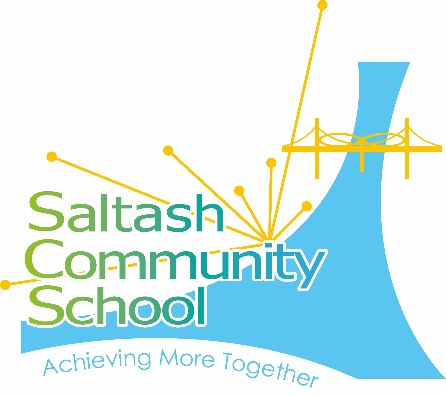 Saltash
Community
School
Achieving More Together